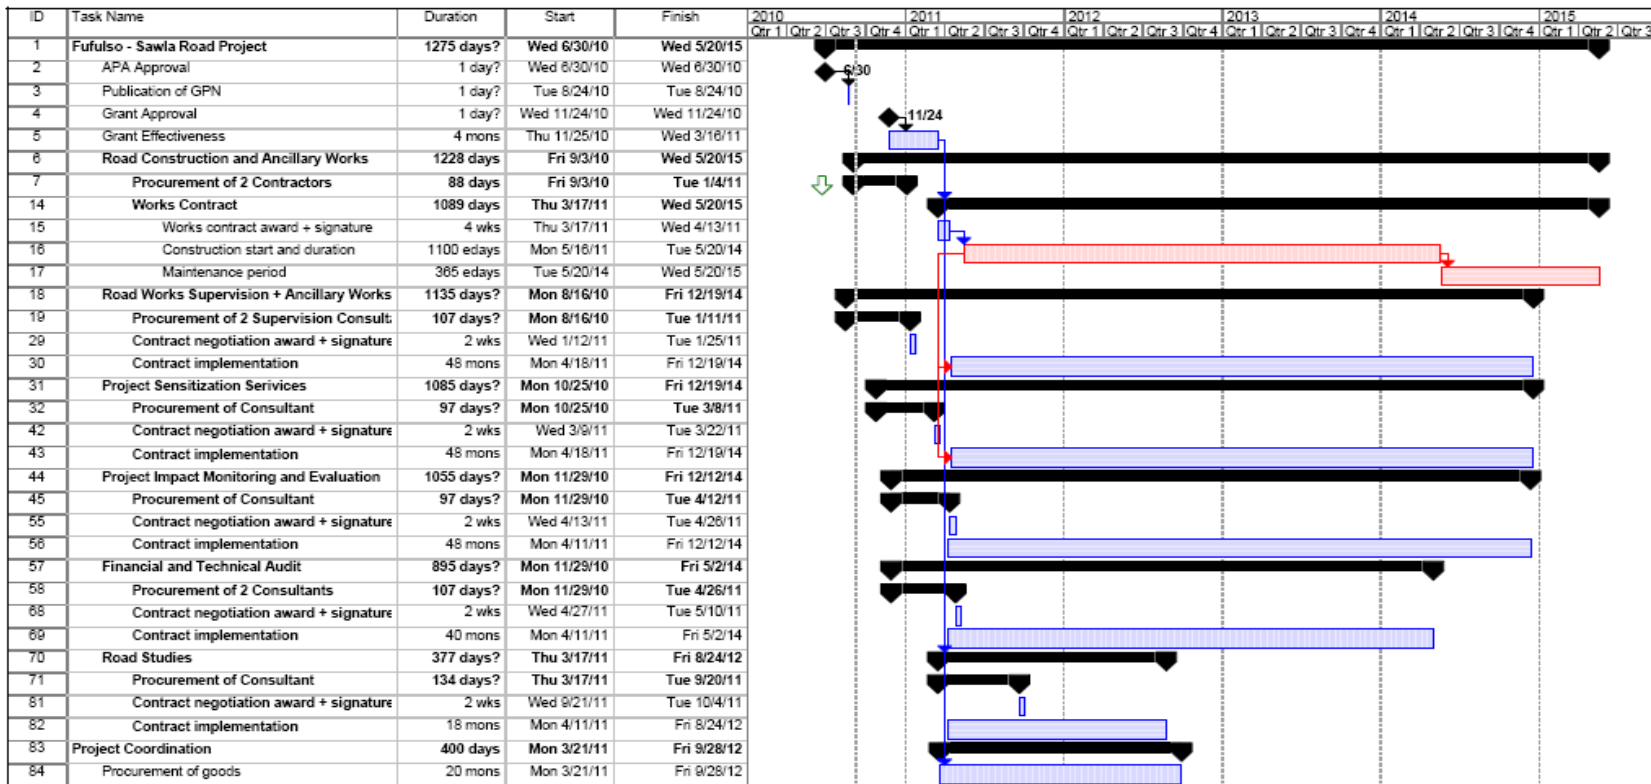 ID Task Name Duration Start Finish 2010 2011 2012 2013 2014 2015
Qtr 1 Qtr 2 Qtr 3 Qtr 4 Qtr 1 Qtr 2 Qtr 3 Qtr 4 Qtr 1 Qtr 2 Qtr 3 Qtr 4 Qtr 1 Qtr 2 Qtr 3 Qtr 4 Qtr 1 Qtr 2 Qtr 3 Qtr 4 Qtr 1 Qtr 2 Qtr 3
1 Fufulso - Sawla Road Project 1275 days? Wed 6/30/10 Wed 5/20/15
2 APA Approval 1 day? Wed 6/30/10 Wed 6/30/10 6/30
3 Publication of GPN 1 day? Tue 8/24/10 Tue 8/24/10
4 Grant Approval 1 day? Wed 11/24/10 Wed 11/24/10 11/24
5 Grant Effectiveness 4 mons Thu 11/25/10 Wed 3/16/11
6 Road Construction and Ancillary Works 1228 days Fri 9/3/10 Wed 5/20/15
7 Procurement of 2 Contractors 88 days Fri 9/3/10 Tue 1/4/11
14 Works Contract 1089 days Thu 3/17/11 Wed 5/20/15
15 Works contract award + signature 4 wks Thu 3/17/11 Wed 4/13/11
16 Construction start and duration 1100 edays Mon 5/16/11 Tue 5/20/14
17 Maintenance period 365 edays Tue 5/20/14 Wed 5/20/15
18 Road Works Supervision + Ancillary Works 1135 days? Mon 8/16/10 Fri 12/19/14
19 Procurement of 2 Supervision Consult 107 days? Mon 8/16/10 Tue 1/11/11
29 Contract negotiation award + signature 2 wks Wed 1/12/11 Tue 1/25/11
30 Contract implementation 48 mons Mon 4/18/11 Fri 12/19/14
31 Project Sensitization Serivices 1085 days? Mon 10/25/10 Fri 12/19/14
32 Procurement of Consultant 97 days? Mon 10/25/10 Tue 3/8/11
42 Contract negotiation award + signature 2 wks Wed 3/9/11 Tue 3/22/11
43 Contract implementation 48 mons Mon 4/18/11 Fri 12/19/14
44 Project Impact Monitoring and Evaluation 1055 days? Mon 11/29/10 Fri 12/12/14
45 Procurement of Consultant 97 days? Mon 11/29/10 Tue 4/12/11
55 Contract negotiation award + signature 2 wks Wed 4/13/11 Tue 4/26/11
56 Contract implementation 48 mons Mon 4/11/11 Fri 12/12/14
57 Financial and Technical Audit 895 days? Mon 11/29/10 Fri 5/2/14
58 Procurement of 2 Consultants 107 days? Mon 11/29/10 Tue 4/26/11
68 Contract negotiation award + signature 2 wks Wed 4/27/11 Tue 5/10/11
69 Contract implementation 40 mons Mon 4/11/11 Fri 5/2/14
70 Road Studies 377 days? Thu 3/17/11 Fri 8/24/12
71 Procurement of Consultant 134 days? Thu 3/17/11 Tue 9/20/11
81 Contract negotiation award + signature 2 wks Wed 9/21/11 Tue 10/4/11
82 Contract implementation 18 mons Mon 4/11/11 Fri 8/24/12
83 Project Coordination 400 days Mon 3/21/11 Fri 9/28/12
84 Procurement of goods 20 mons Mon 3/21/11 Fri 9/28/12